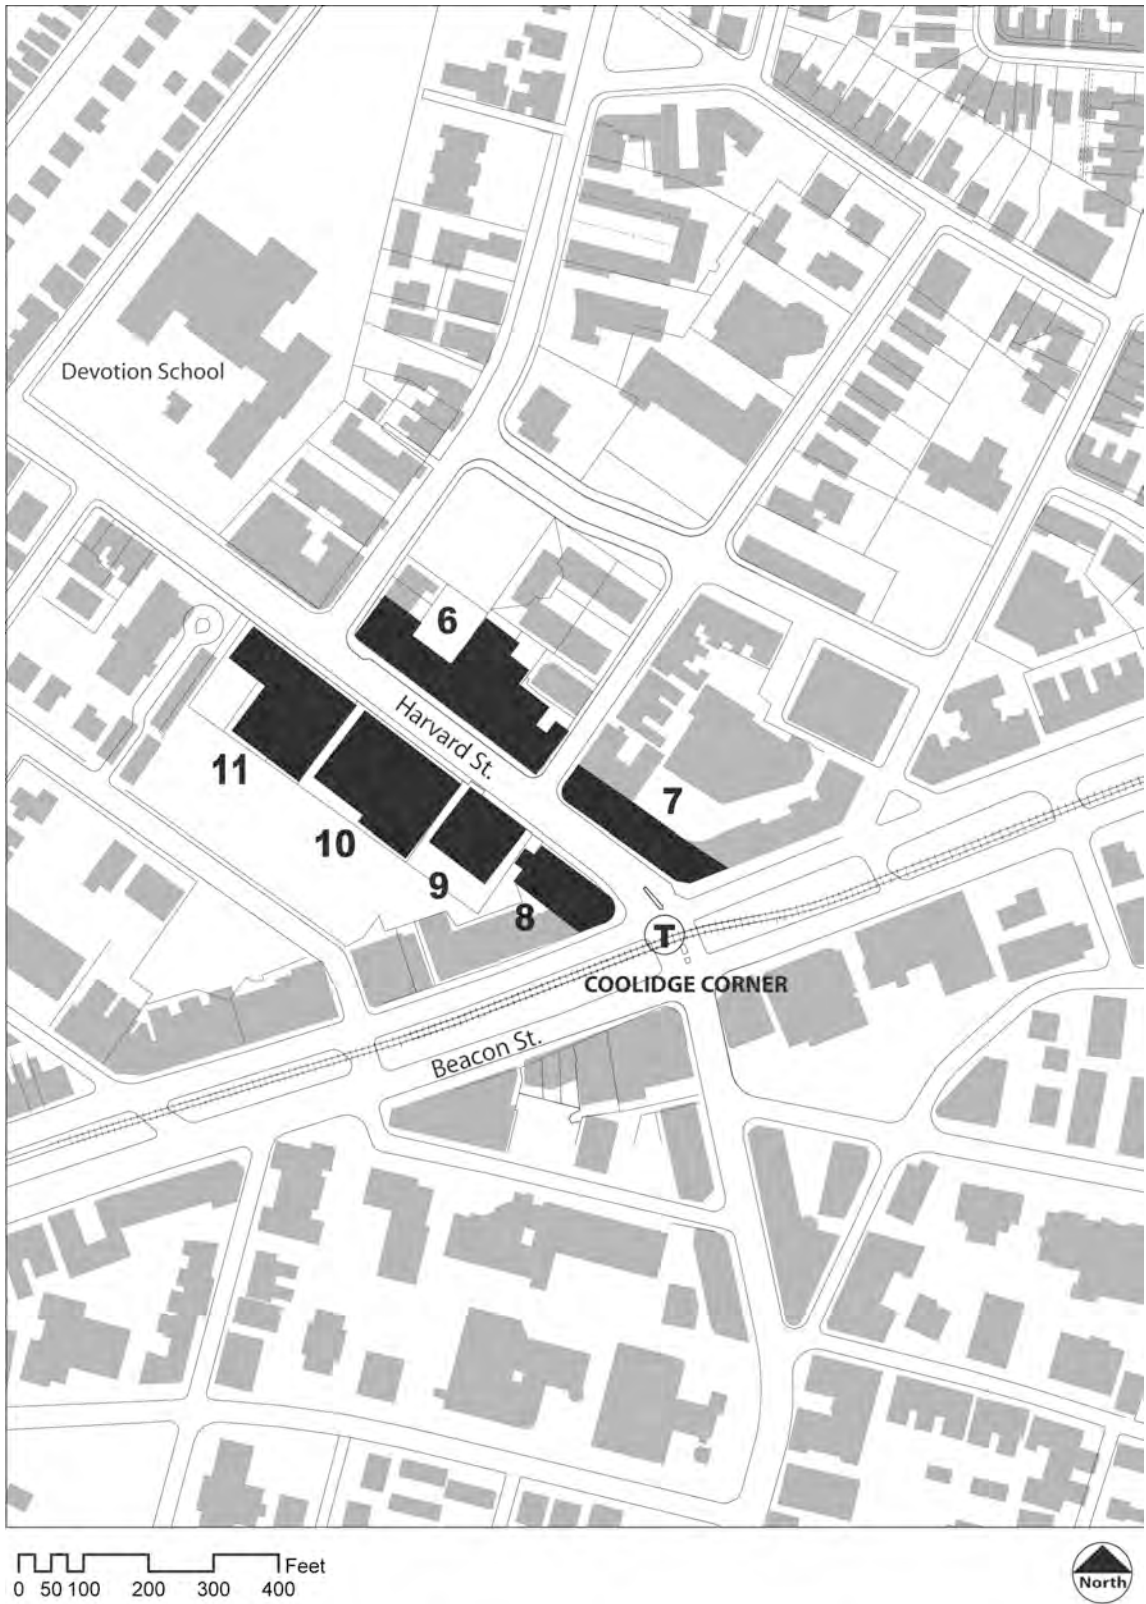 Devotion School
6
Harvard St.
11
7
10
9
8
T
COOLIDGE CORNER
Beacon St.
Feet
0 50 100 200 300 400
North